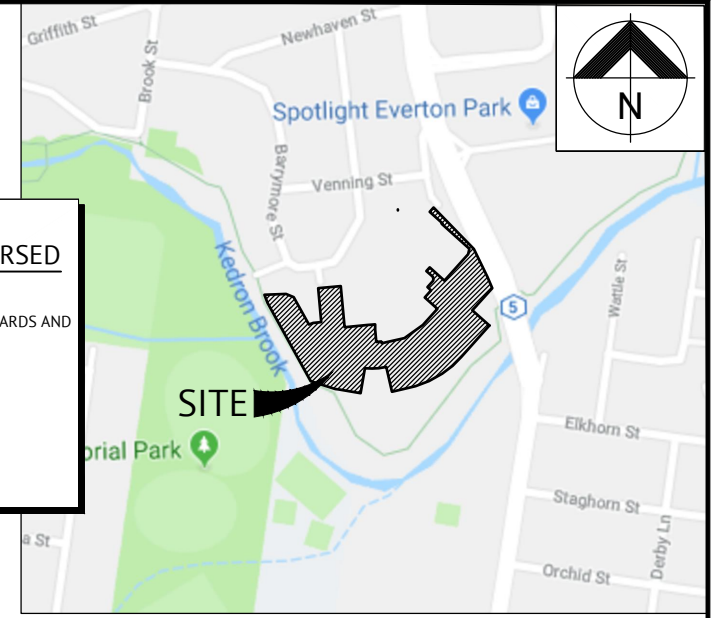 Griffith St
Newhaven St
Brook St
N
Spotlight Everton Park
Barrymore St
Venning St
RSED
ARDS AND
Kedron Brook
Wattle St
5
SITE
Elkhorn St
orial Park
Staghorn St
Derby Ln
a St
Orchid St